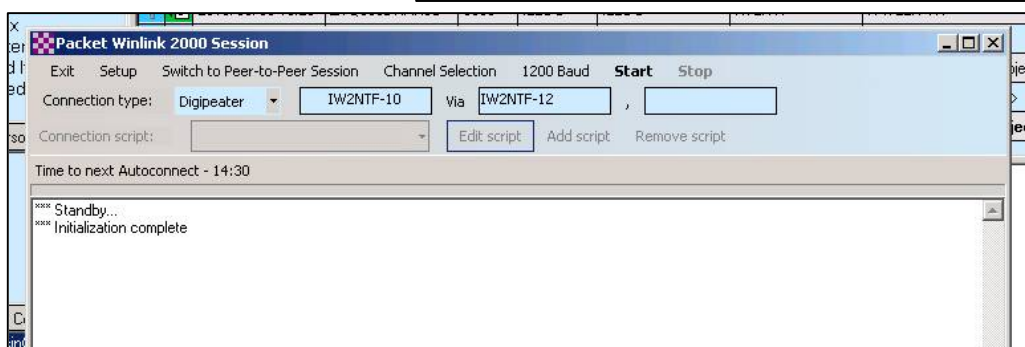 Packet Winlink 2000 Session
Exit Setup Switch to Peer-to-Peer Session Channel Selection 1200 Baud Start Stop
Connection type: Digipeater IW2NTF-10 Via IW2NTF-12 ,
Connection script: Edit script Add script Remove script
Time to next Autoconnect - 14:30
*** Standby...
*** Initialization complete